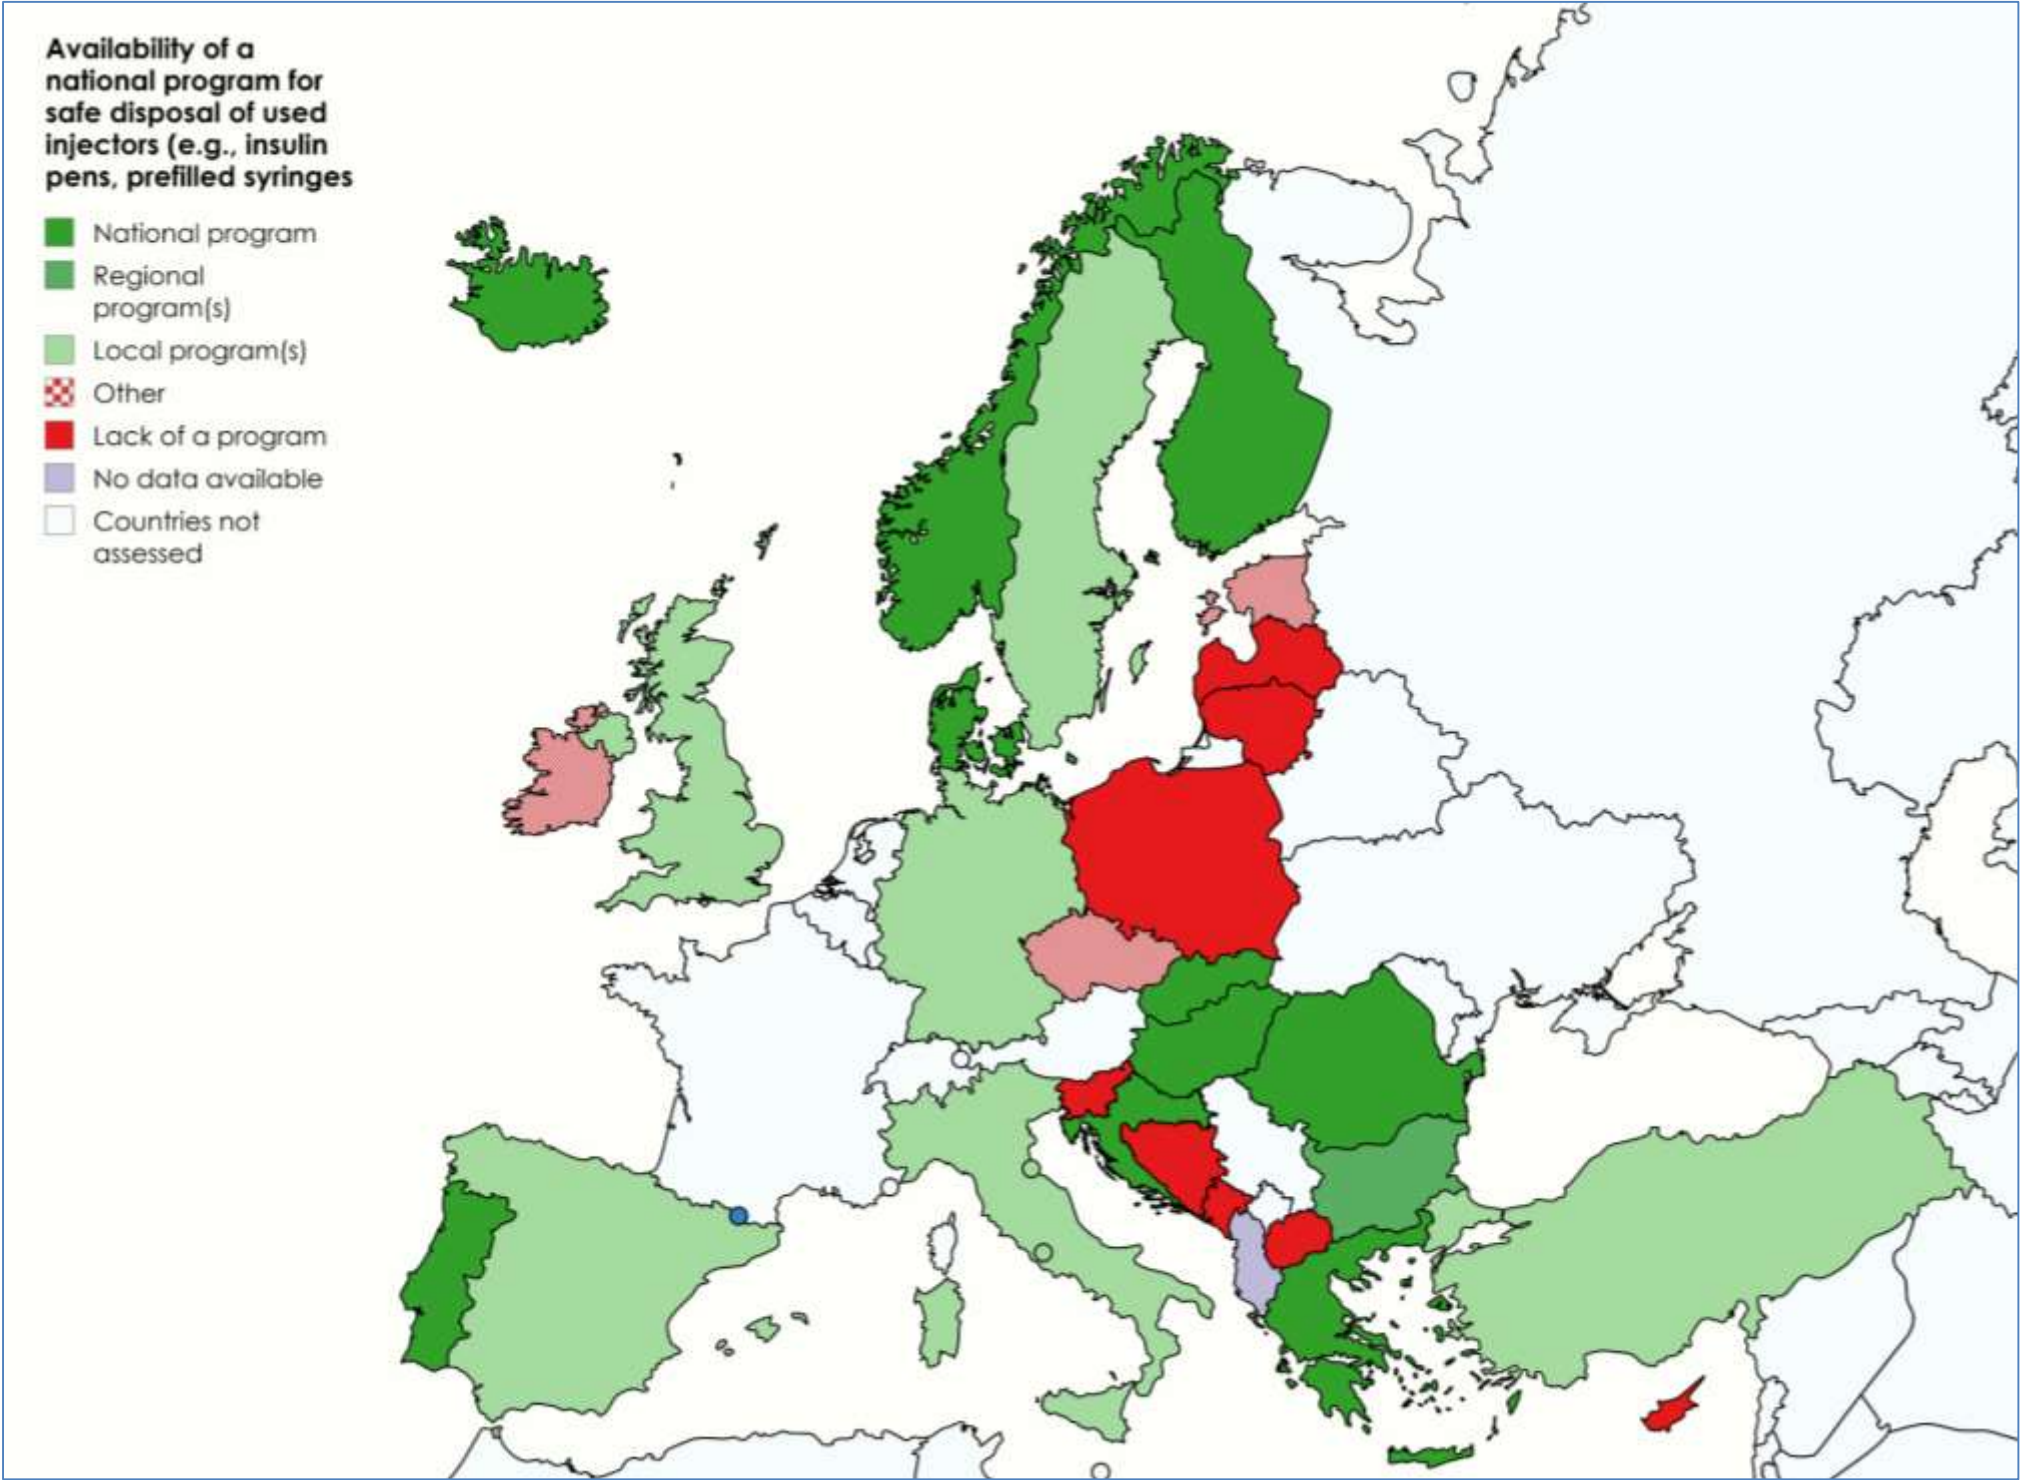 Availability of a
national program for
safe disposal of used
injectors (e.g., insulin
pens, prefilled syringes
National program
Regional
program(s)
Local program(s)
Other
Lack of a program
No data available
Countries not
assessed